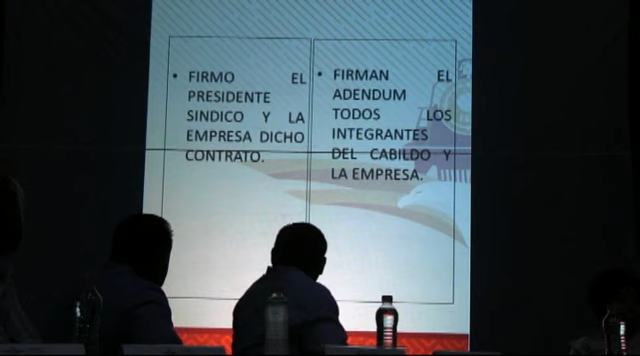 • FIRMO EL
PRESIDENTE
SINDICO Y LA
EMPRESA DICHO
CONTRATO.
• FIRMAN EL
ADENDUM
TODOS LOS
INTEGRANTES
DEL CABILDO Y
LA EMPRESA.